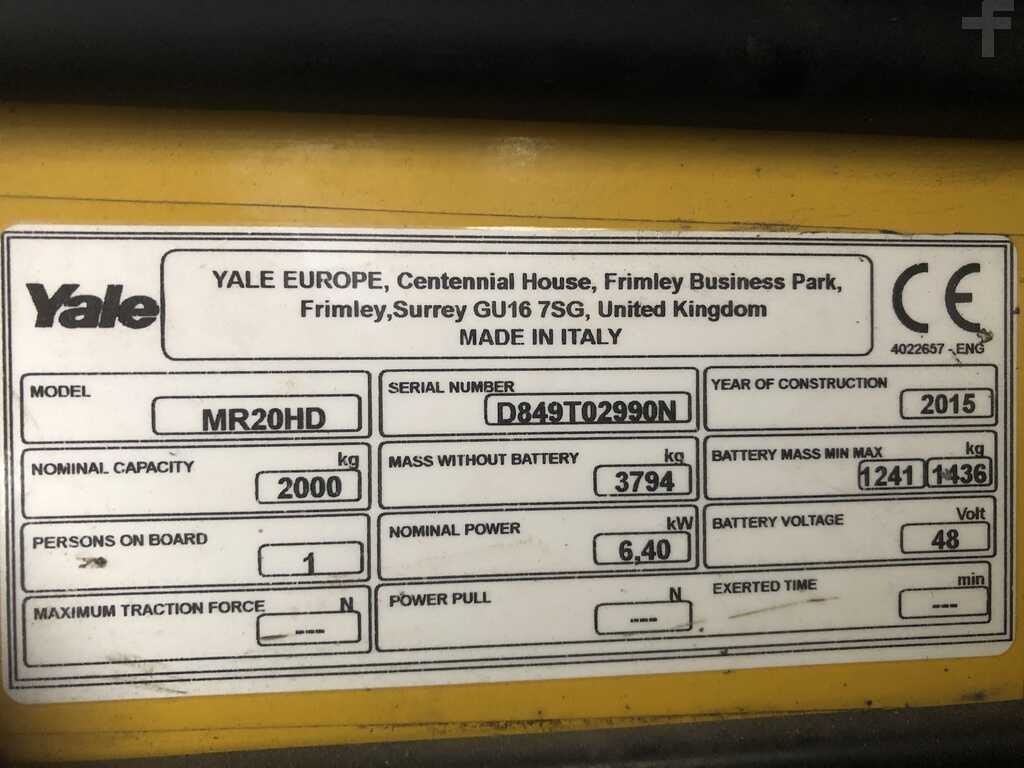 f
Yale
YALE EUROPE, Centennial House, Frimley Business Park,
Frimley,Surrey GU16 7SG, United Kingdom
MADE IN ITALY
CE
4022657 - ENG
MODEL
MR20HD
SERIAL NUMBER
D849T02990N
YEAR OF CONSTRUCTION
2015
NOMINAL CAPACITY kg
2000
MASS WITHOUT BATTERY kg
3794
BATTERY MASS MIN MAX kg
1241 1436
PERSONS ON BOARD
1
NOMINAL POWER kW
6,40
BATTERY VOLTAGE Volt
48
MAXIMUM TRACTION FORCE N
---
POWER PULL N
---
EXERTED TIME min
---